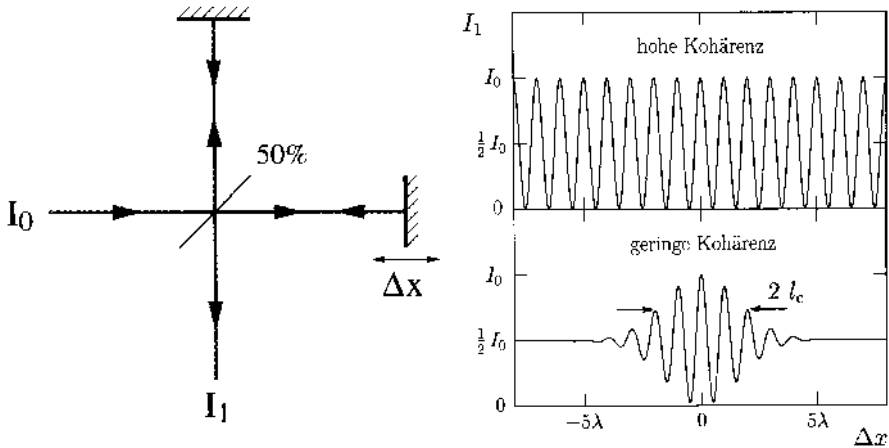 50%
I₀
Δx
I₁
I₁
hohe Kohärenz
I₀
½ I₀
0
geringe Kohärenz
I₀
2 l_c
½ I₀
0
−5λ 0 5λ Δx